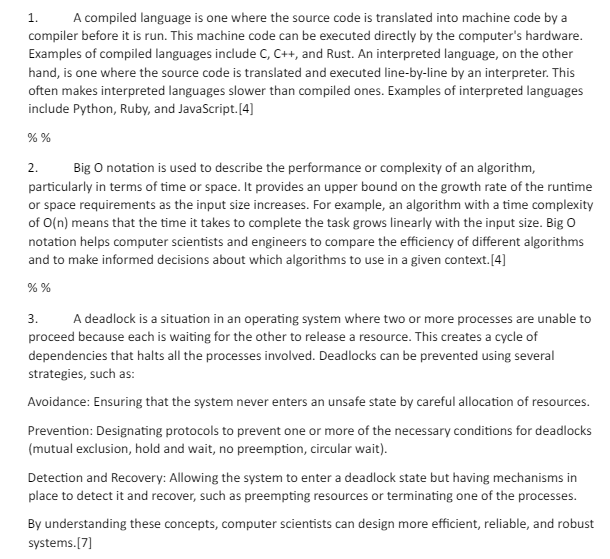 1. A compiled language is one where the source code is translated into machine code by a
compiler before it is run. This machine code can be executed directly by the computer's hardware.
Examples of compiled languages include C, C++, and Rust. An interpreted language, on the other
hand, is one where the source code is translated and executed line-by-line by an interpreter. This
often makes interpreted languages slower than compiled ones. Examples of interpreted languages
include Python, Ruby, and JavaScript.[4]
% %
2. Big O notation is used to describe the performance or complexity of an algorithm,
particularly in terms of time or space. It provides an upper bound on the growth rate of the runtime
or space requirements as the input size increases. For example, an algorithm with a time complexity
of O(n) means that the time it takes to complete the task grows linearly with the input size. Big O
notation helps computer scientists and engineers to compare the efficiency of different algorithms
and to make informed decisions about which algorithms to use in a given context.[4]
% %
3. A deadlock is a situation in an operating system where two or more processes are unable to
proceed because each is waiting for the other to release a resource. This creates a cycle of
dependencies that halts all the processes involved. Deadlocks can be prevented using several
strategies, such as:
Avoidance: Ensuring that the system never enters an unsafe state by careful allocation of resources.
Prevention: Designating protocols to prevent one or more of the necessary conditions for deadlocks
(mutual exclusion, hold and wait, no preemption, circular wait).
Detection and Recovery: Allowing the system to enter a deadlock state but having mechanisms in
place to detect it and recover, such as preempting resources or terminating one of the processes.
By understanding these concepts, computer scientists can design more efficient, reliable, and robust
systems.[7]